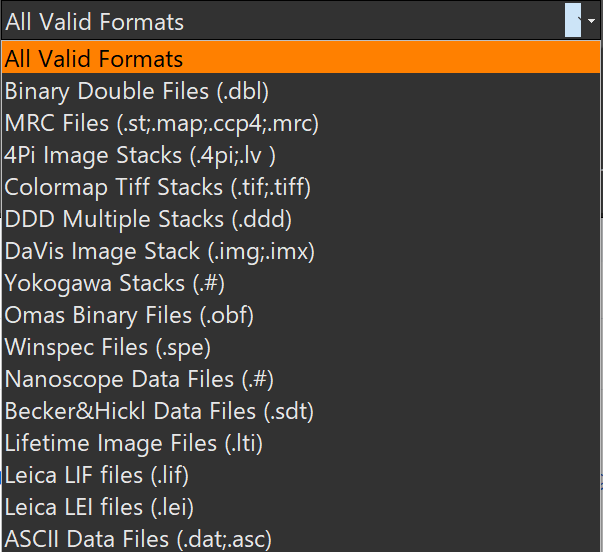 All Valid Formats
All Valid Formats
Binary Double Files (.dbl)
MRC Files (.st;.map;.ccp4;.mrc)
4Pi Image Stacks (.4pi;.lv )
Colormap Tiff Stacks (.tif;.tiff)
DDD Multiple Stacks (.ddd)
DaVis Image Stack (.img;.imx)
Yokogawa Stacks (.#)
Omas Binary Files (.obf)
Winspec Files (.spe)
Nanoscope Data Files (.#)
Becker&Hickl Data Files (.sdt)
Lifetime Image Files (.lti)
Leica LIF files (.lif)
Leica LEI files (.lei)
ASCII Data Files (.dat;.asc)